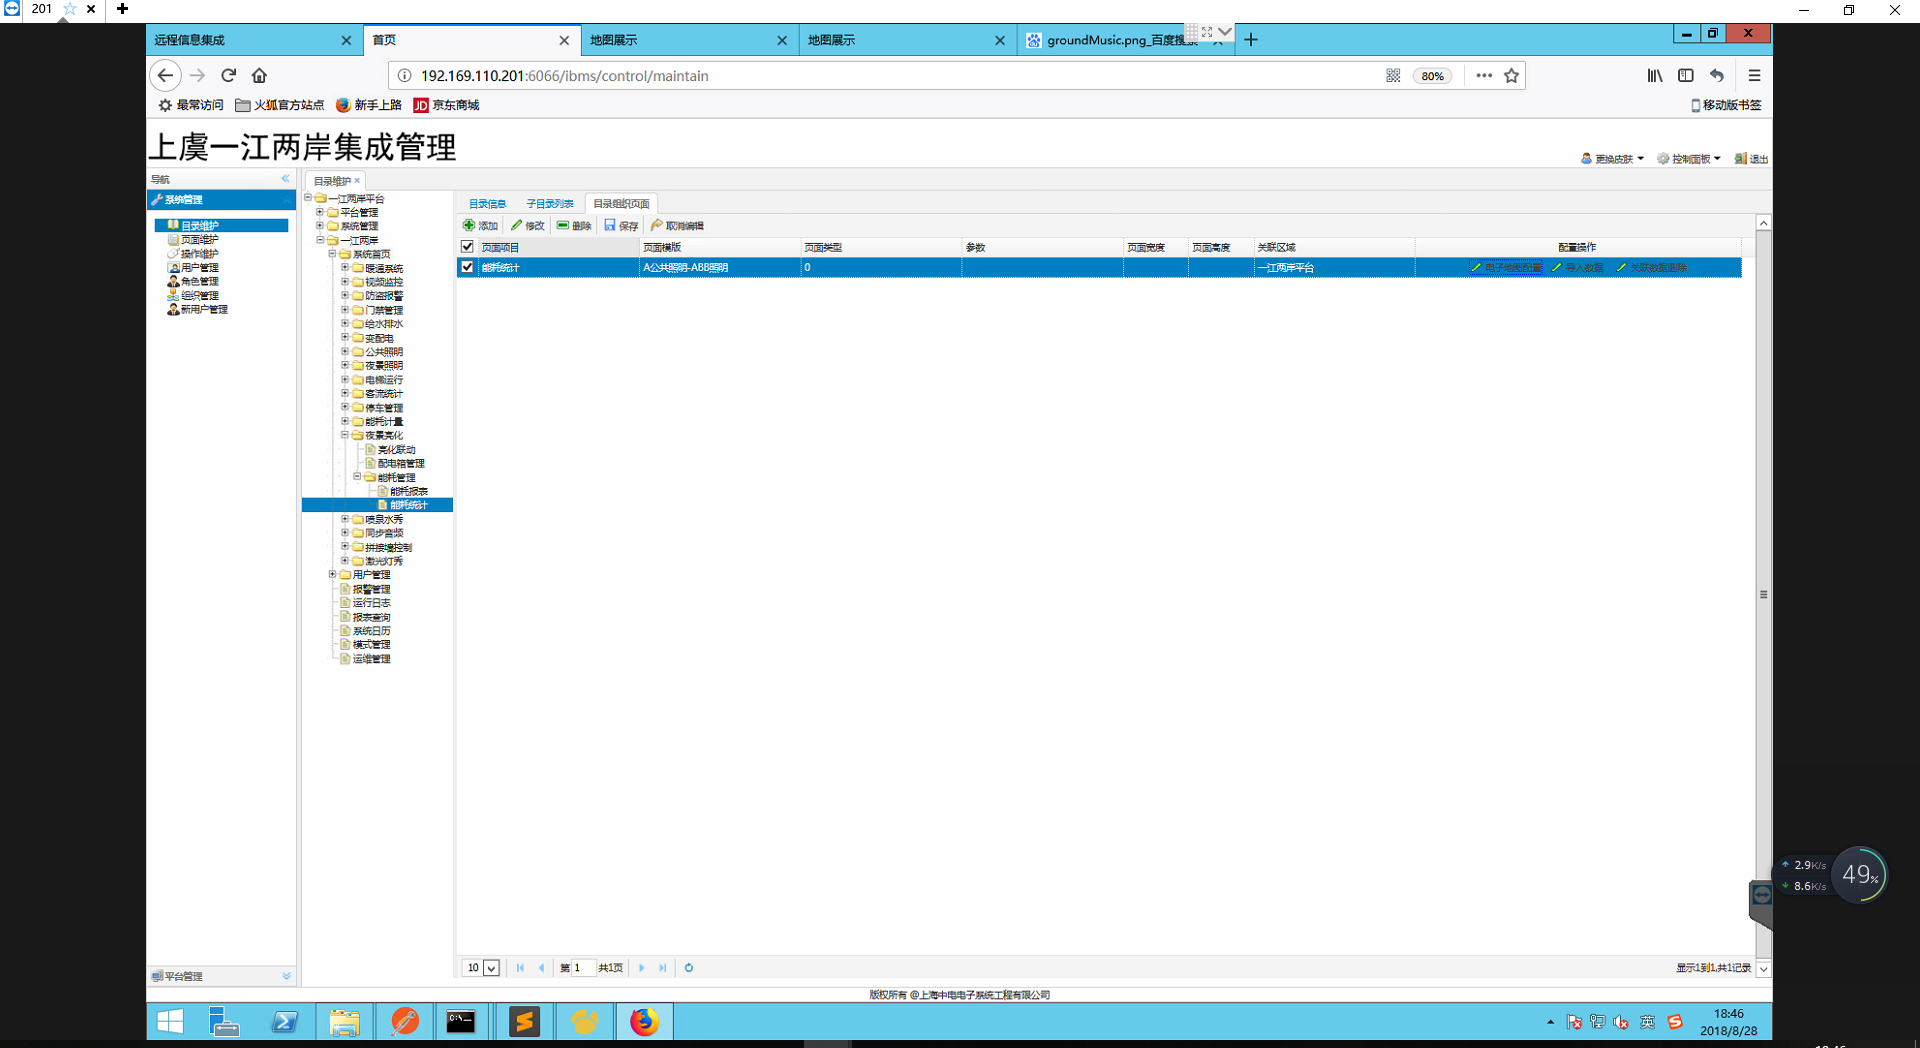 201
远程信息集成
首页
地图展示
地图展示
groundMusic.png_百度搜索
192.169.110.201:6066/ibms/control/maintain
80%
最常访问
火狐官方站点
新手上路
JD 京东商城
移动版书签
上虞一江两岸集成管理
更换皮肤
控制面板
退出
导航
系统管理
目录维护
页面维护
操作维护
用户管理
角色管理
组织管理
新用户管理
平台管理
目录维护
一江两岸平台
平台管理
系统管理
一江两岸
系统首页
暖通系统
视频监控
防盗报警
门禁管理
给水排水
变配电
公共照明
夜景照明
电梯运行
客流统计
停车管理
能耗计量
夜景亮化
亮化联动
配电箱管理
能耗管理
能耗报表
能耗统计
喷泉水秀
同步音频
拼接墙控制
激光灯秀
用户管理
报警管理
运行日志
报表查询
系统日历
模式管理
运维管理
目录信息
子目录列表
目录组织页面
添加
修改
删除
保存
取消编辑
页面项目
页面模版
页面类型
参数
页面宽度
页面高度
关联区域
配置操作
能耗统计
A公共照明-ABB照明
0
一江两岸平台
电子地图配置
导入数据
关联数据删除
10
第 1 共1页
显示1到1,共1记录
版权所有 @上海中电电子系统工程有限公司
2.9K/s
8.6K/s
49%
英
18:46
2018/8/28